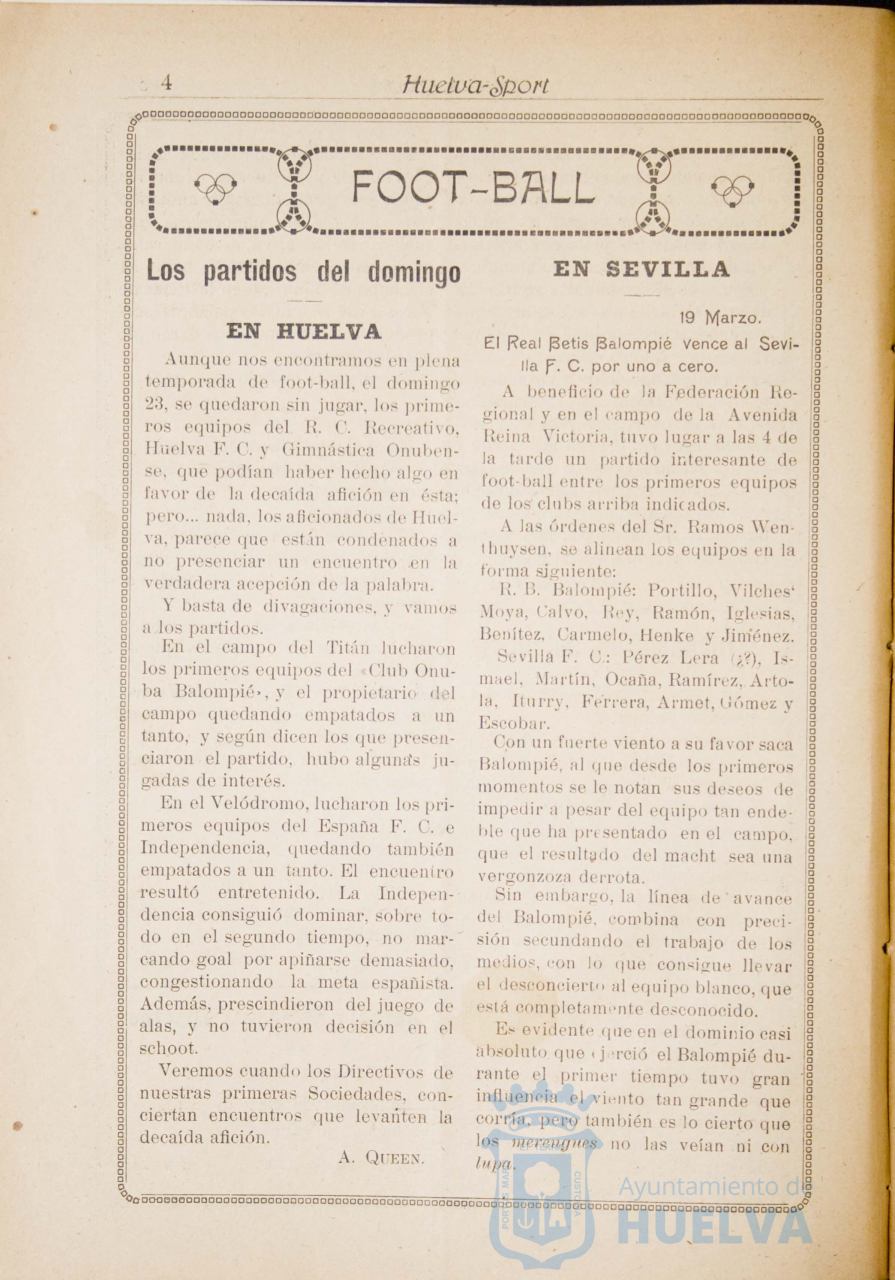 4
Huelva-Sport
FOOT-BALL
Los partidos del domingo
EN HUELVA
Aunque nos encontramos en plena
temporada de foot-ball, el domingo
23, se quedaron sin jugar, los prime-
ros equipos del R. C. Recreativo,
Huelva F. C. y Gimnástica Onuben-
se, que podían haber hecho algo en
favor de la decaída afición en ésta;
pero... nada, los aficionados de Huel-
va, parece que están condenados a
no presenciar un encuentro en la
verdadera acepción de la palabra.
Y basta de divagaciones, y vamos
a los partidos.
En el campo del Titán lucharon
los primeros equipos del «Club Onu-
ba Balompié», y el propietario del
campo quedando empatados a un
tanto, y según dicen los que presen-
ciaron el partido, hubo algunas ju-
gadas de interés.
En el Velódromo, lucharon los pri-
meros equipos del España F. C. e
Independencia, quedando también
empatados a un tanto. El encuentro
resultó entretenido. La Indepen-
dencia consiguió dominar, sobre to-
do en el segundo tiempo, no mar-
cando goal por apiñarse demasiado,
congestionando la meta españista.
Además, prescindieron del juego de
alas, y no tuvieron decisión en el
schoot.
Veremos cuando los Directivos de
nuestras primeras Sociedades, con-
ciertan encuentros que levanten la
decaída afición.
A. QUEEN.
EN SEVILLA
19 Marzo.
El Real Betis Balompié vence al Sevi-
lla F. C. por uno a cero.
A beneficio de la Federación Re-
gional y en el campo de la Avenida
Reina Victoria, tuvo lugar a las 4 de
la tarde un partido interesante de
foot-ball entre los primeros equipos
de los clubs arriba indicados.
A las órdenes del Sr. Ramos Wen-
thuysen, se alinean los equipos en la
forma siguiente:
R. B. Balompié: Portillo, Vilches‘
Moya, Calvo, Rey, Ramón, Iglesias,
Benítez, Carmelo, Henke y Jiménez.
Sevilla F. C.: Pérez Lera (¿?), Is-
mael, Martín, Ocaña, Ramírez, Arto-
la, Iturry, Ferrera, Armet, Gómez y
Escobar.
Con un fuerte viento a su favor saca
Balompié, al que desde los primeros
momentos se le notan sus deseos de
impedir a pesar del equipo tan ende-
ble que ha presentado en el campo,
que el resultado del macht sea una
vergonzoza derrota.
Sin embargo, la línea de avance
del Balompié, combina con preci-
sión secundando el trabajo de los
medios, con lo que consigue llevar
el desconcierto al equipo blanco, que
está completamente desconocido.
Es evidente que en el dominio casi
absoluto que ejerció el Balompié du-
rante el primer tiempo tuvo gran
influencia el viento tan grande que
corría, pero también es lo cierto que
los merengues no las veían ni con
lupa.
Ayuntamiento de
HUELVA